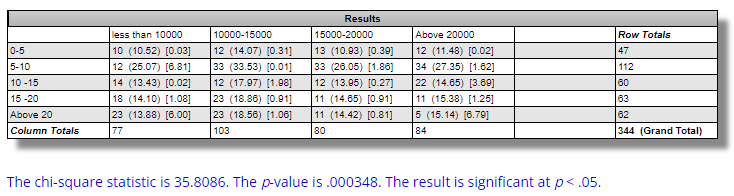 Results
less than 10000 10000-15000 15000-20000 Above 20000 Row Totals
0-5 10 (10.52) [0.03] 12 (14.07) [0.31] 13 (10.93) [0.39] 12 (11.48) [0.02] 47
5-10 12 (25.07) [6.81] 33 (33.53) [0.01] 33 (26.05) [1.86] 34 (27.35) [1.62] 112
10 -15 14 (13.43) [0.02] 12 (17.97) [1.98] 12 (13.95) [0.27] 22 (14.65) [3.69] 60
15 -20 18 (14.10) [1.08] 23 (18.86) [0.91] 11 (14.65) [0.91] 11 (15.38) [1.25] 63
Above 20 23 (13.88) [6.00] 23 (18.56) [1.06] 11 (14.42) [0.81] 5 (15.14) [6.79] 62
Column Totals 77 103 80 84 344 (Grand Total)
The chi-square statistic is 35.8086. The p-value is .000348. The result is significant at p < .05.